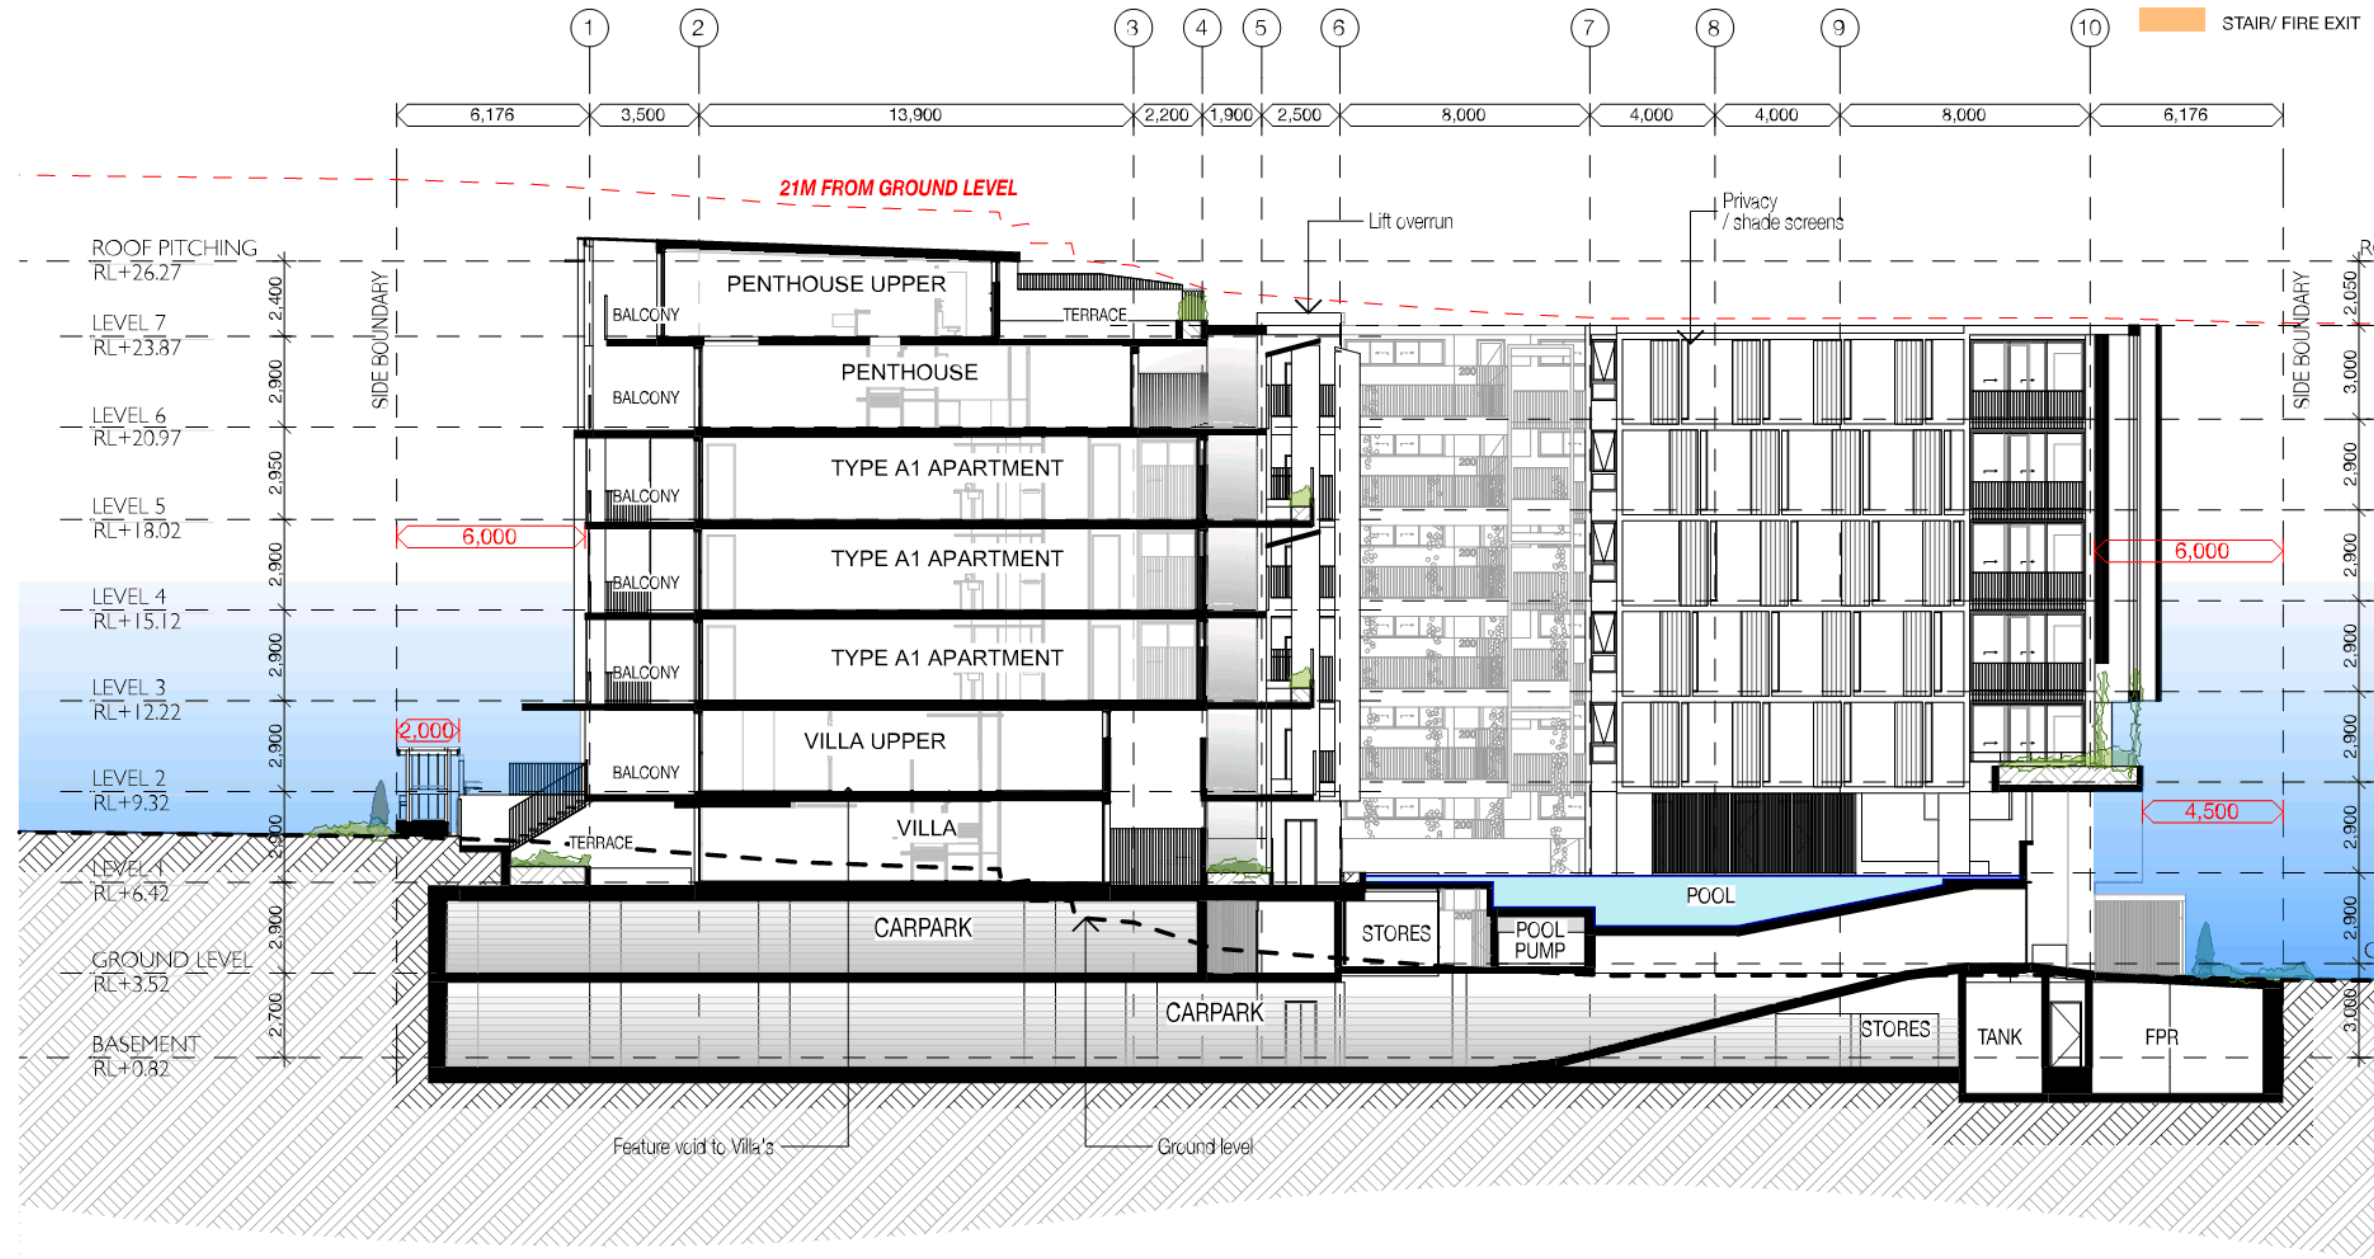 1 2 3 4 5 6 7 8 9 10
STAIR/ FIRE EXIT
6,176 3,500 13,900 2,200 1,900 2,500 8,000 4,000 4,000 8,000 6,176
21M FROM GROUND LEVEL
Lift overrun
Privacy
/ shade screens
ROOF PITCHING
RL+26.27
2,400
LEVEL 7
RL+23.87
2,900
LEVEL 6
RL+20.97
2,950
LEVEL 5
RL+18.02
2,900
LEVEL 4
RL+15.12
2,900
LEVEL 3
RL+12.22
2,900
LEVEL 2
RL+9.32
2,900
LEVEL 1
RL+6.42
2,900
GROUND LEVEL
RL+3.52
2,700
BASEMENT
RL+0.82
SIDE BOUNDARY
6,000
2,000
PENTHOUSE UPPER
BALCONY
TERRACE
PENTHOUSE
BALCONY
TYPE A1 APARTMENT
BALCONY
TYPE A1 APARTMENT
BALCONY
TYPE A1 APARTMENT
BALCONY
VILLA UPPER
BALCONY
VILLA
TERRACE
CARPARK
CARPARK
200
200
200
200
200
200
STORES
POOL
PUMP
POOL
STORES
TANK
FPR
SIDE BOUNDARY
6,000
4,500
2,050
3,000
2,900
2,900
2,900
2,900
2,900
2,900
3,000
Feature void to Villa's
Ground level